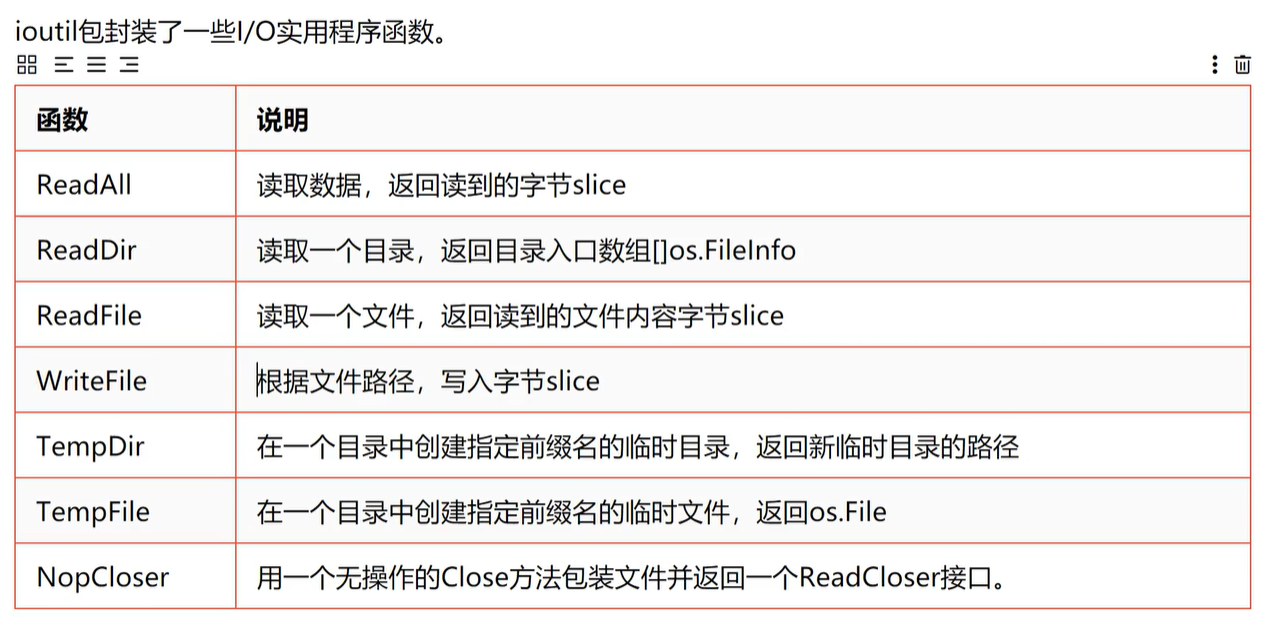 ioutil包封装了一些I/O实用程序函数。
函数 说明
ReadAll 读取数据，返回读到的字节slice
ReadDir 读取一个目录，返回目录入口数组[]os.FileInfo
ReadFile 读取一个文件，返回读到的文件内容字节slice
WriteFile 根据文件路径，写入字节slice
TempDir 在一个目录中创建指定前缀名的临时目录，返回新临时目录的路径
TempFile 在一个目录中创建指定前缀名的临时文件，返回os.File
NopCloser 用一个无操作的Close方法包装文件并返回一个ReadCloser接口。